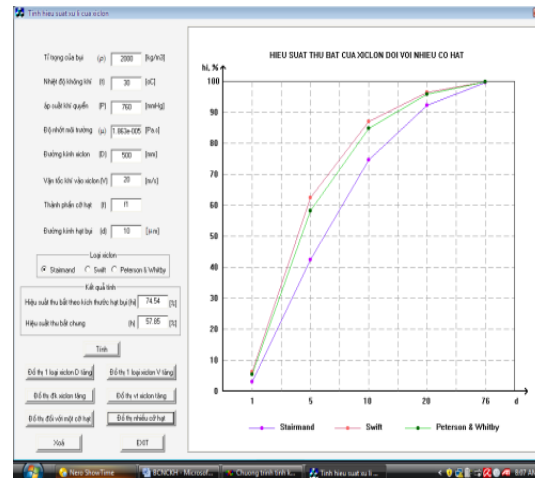 Tinh hieu suat xu li cua xiclon
Tỉ trọng của bụi (ρ) 2000 [kg/m3]
Nhiệt độ không khí (t) 30 [oC]
áp suất khí quyển (P) 760 [mmHg]
Độ nhớt môi trường (μ) 1.863e-005 [Pa.s]
Đường kính xiclon (D) 500 [mm]
Vận tốc khí vào xiclon (V) 20 [m/s]
Thành phần cỡ hạt (f) f1
Đường kính hạt bụi (d) 10 [μm]
Loại xiclon
Stairmand Swift Peterson & Whitby
Kết quả tính
Hiệu suất thu bắt theo kích thước hạt bụi (hi) 74.54 [%]
Hiệu suất thu bắt chung (h) 57.85 [%]
Tính
Đồ thị 1 loại xiclon D tăng Đồ thị 1 loại xiclon V tăng
Đồ thị đk xiclon tăng Đồ thị vt xiclon tăng
Đồ thị đối với một cỡ hạt Đồ thị nhiều cỡ hạt
Xoá EXIT
HIEU SUAT THU BAT CUA XICLON DOI VOI NHIEU CO HAT
hi, %
100
90
80
70
60
50
40
30
20
10
0
1 5 10 20 76 d
Stairmand Swift Peterson & Whitby
Nero ShowTime BCNCKH - Microsof... Chuong trinh tinh k... Tinh hieu suat xu li ... 8:07 AM